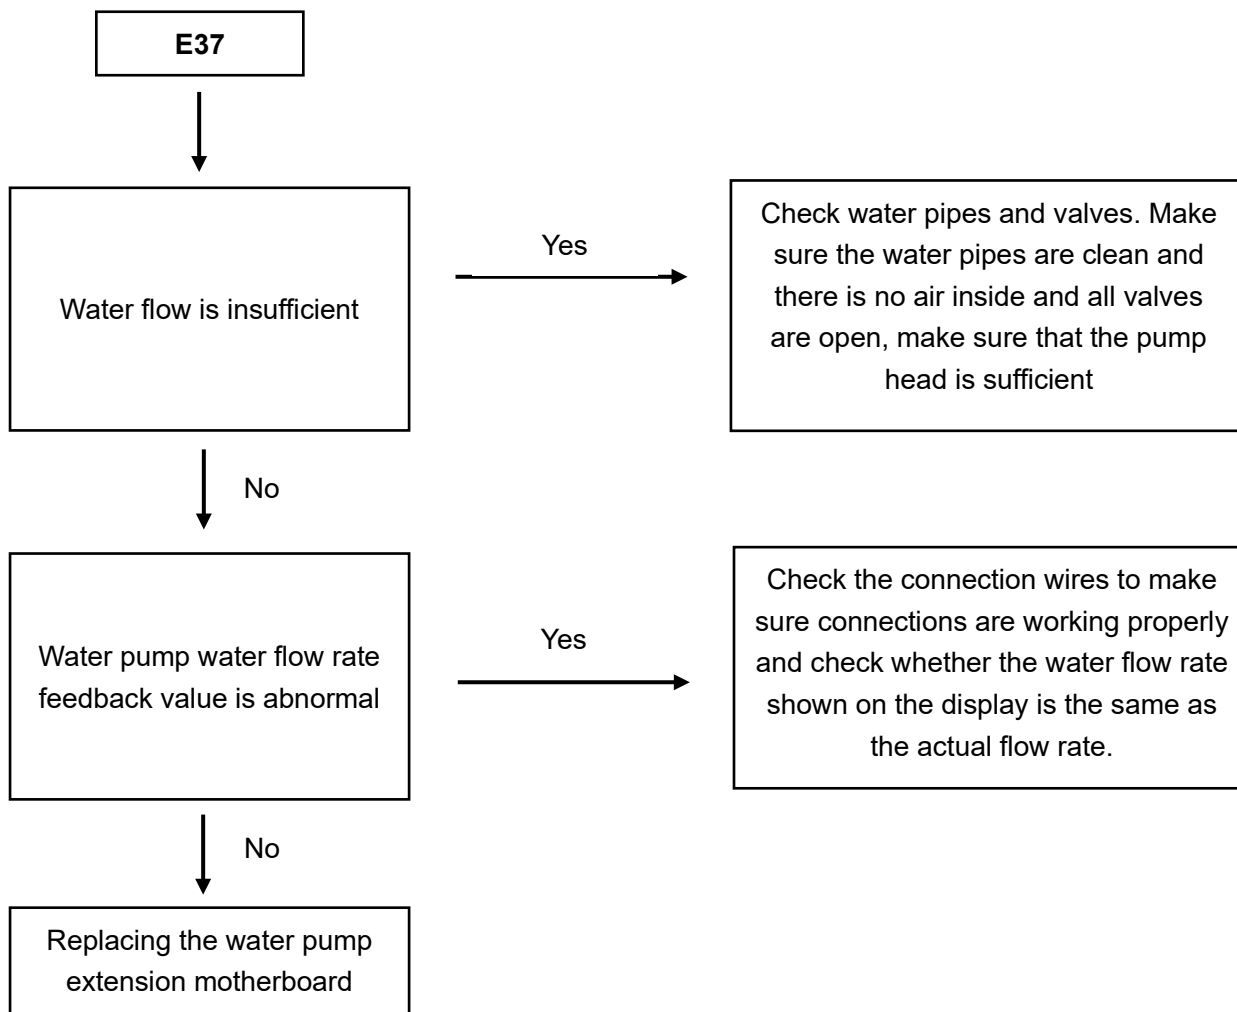 E37
Water flow is insufficient
Yes
Check water pipes and valves. Make
sure the water pipes are clean and
there is no air inside and all valves
are open, make sure that the pump
head is sufficient
No
Water pump water flow rate
feedback value is abnormal
Yes
Check the connection wires to make
sure connections are working properly
and check whether the water flow rate
shown on the display is the same as
the actual flow rate.
No
Replacing the water pump
extension motherboard